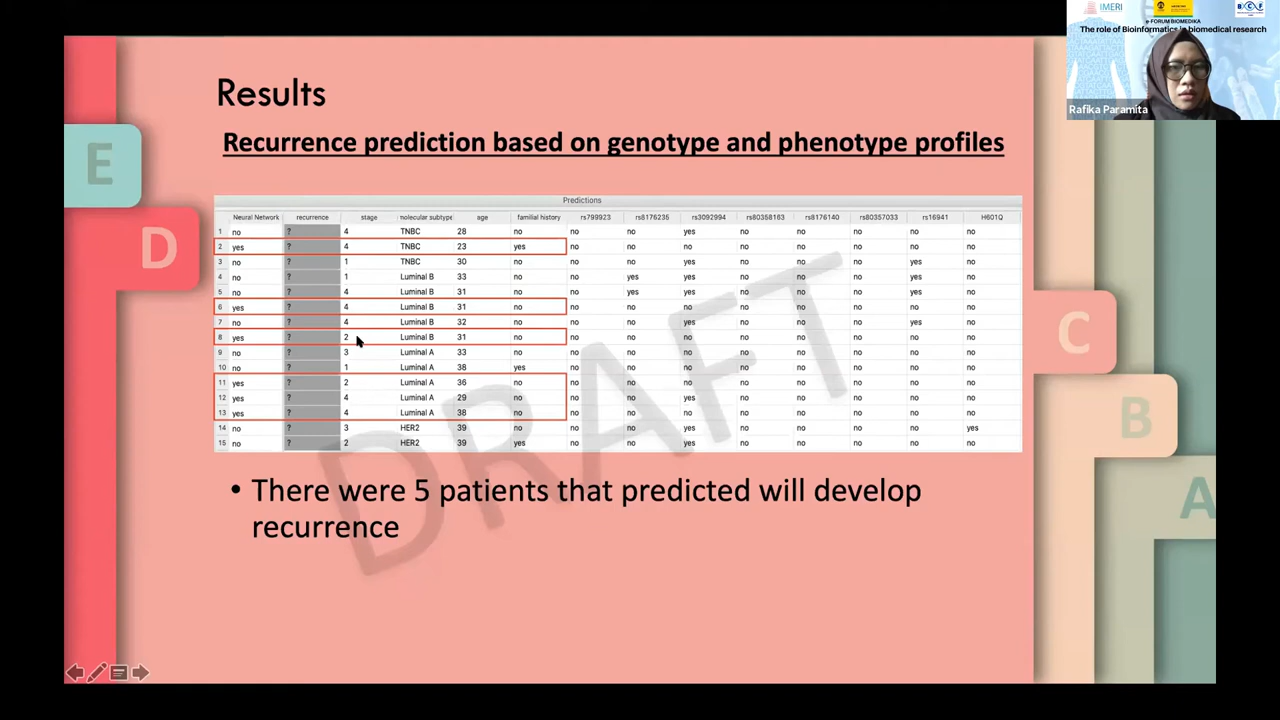 IMERI
e-FORUM BIOMEDIKA
The role of Bioinformatics in biomedical research
Rafika Paramita
Results
Recurrence prediction based on genotype and phenotype profiles
E
D
C
B
A
Predictions
Neural Network recurrence stage molecular subtype age familial history rs799923 rs8176235 rs3092994 rs80358163 rs8176140 rs80357033 rs16941 H601Q
1 no ? 4 TNBC 28 no no no yes no no no no no
2 yes ? 4 TNBC 23 yes no no no no no no no no
3 no ? 1 TNBC 30 no no no yes no no no yes no
4 no ? 1 Luminal B 33 no no yes yes no no no yes no
5 no ? 4 Luminal B 31 no no yes yes no no no yes no
6 yes ? 4 Luminal B 31 no no no no no no no no no
7 no ? 4 Luminal B 32 no no no yes no no no yes no
8 yes ? 2 Luminal B 31 no no no no no no no no no
9 no ? 3 Luminal A 33 no no no no no no no no no
10 no ? 1 Luminal A 38 yes no no no no no no no no
11 yes ? 2 Luminal A 36 no no no no no no no no no
12 yes ? 4 Luminal A 29 no no no yes no no no no no
13 yes ? 4 Luminal A 38 no no no no no no no no no
14 no ? 3 HER2 39 no no no yes no no no no yes
15 no ? 2 HER2 39 yes no no yes no no no no no
DRAFT
• There were 5 patients that predicted will develop
recurrence